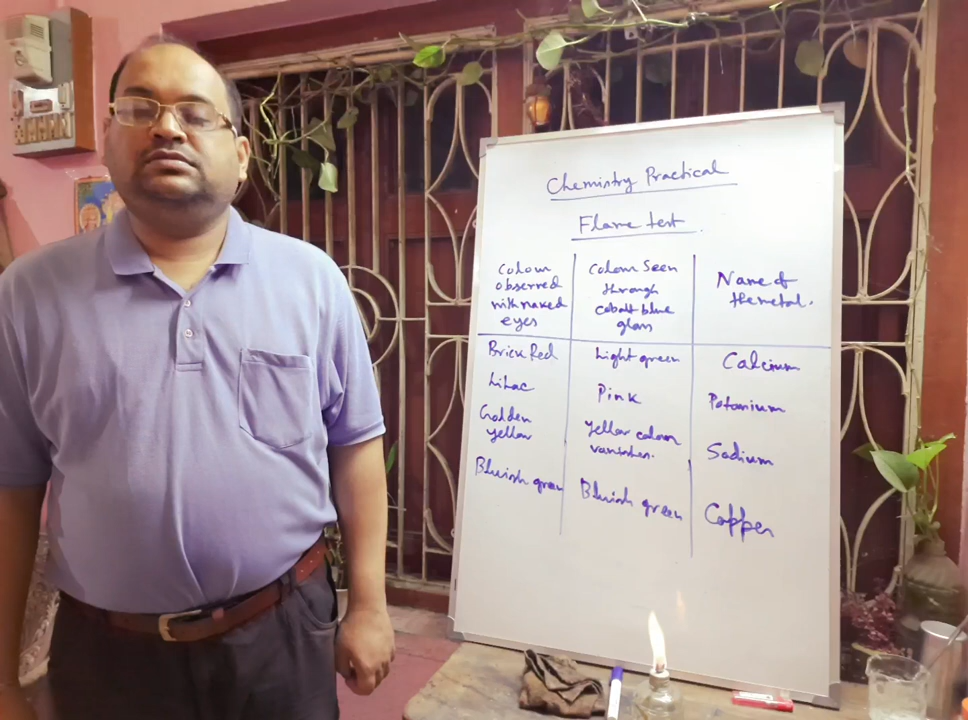 Chemistry Practical
Flame test
Colour
observed
with naked
eyes
Colour seen
through
cobalt blue
glass
Name of
the metal.
Brick Red
Light green
Calcium
Lilac
Pink
Potassium
Golden
yellow
Yellow colour
vanishes.
Sodium
Bluish green
Bluish green
Copper